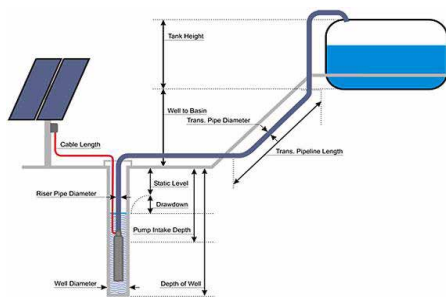 Tank Height
Well to Basin
Trans. Pipe Diameter
Cable Length
Trans. Pipeline Length
Static Level
Riser Pipe Diameter
Drawdown
Pump Intake Depth
Well Diameter
Depth of Well